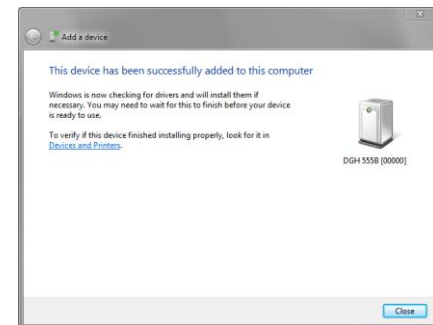 Add a device
This device has been successfully added to this computer
Windows is now checking for drivers and will install them if
necessary. You may need to wait for this to finish before your device
is ready to use.
To verify if this device finished installing properly, look for it in
Devices and Printers.
DGH 555B [00000]
Close